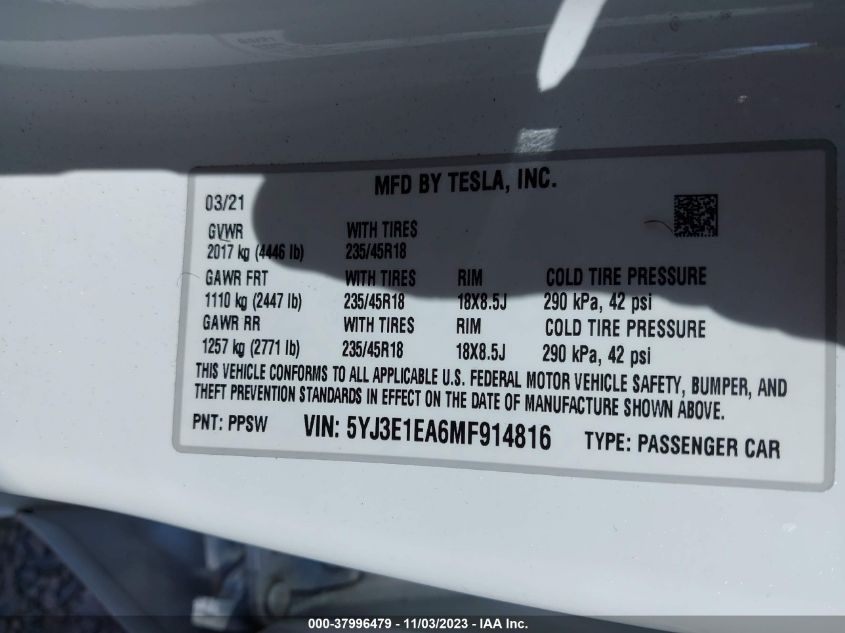 MFD BY TESLA, INC.
03/21
GVWR WITH TIRES
2017 kg (4446 lb) 235/45R18
GAWR FRT WITH TIRES RIM COLD TIRE PRESSURE
1110 kg (2447 lb) 235/45R18 18X8.5J 290 kPa, 42 psi
GAWR RR WITH TIRES RIM COLD TIRE PRESSURE
1257 kg (2771 lb) 235/45R18 18X8.5J 290 kPa, 42 psi
THIS VEHICLE CONFORMS TO ALL APPLICABLE U.S. FEDERAL MOTOR VEHICLE SAFETY, BUMPER, AND
THEFT PREVENTION STANDARDS IN EFFECT ON THE DATE OF MANUFACTURE SHOWN ABOVE.
PNT: PPSW VIN: 5YJ3E1EA6MF914816 TYPE: PASSENGER CAR
000-37996479 - 11/03/2023 - IAA Inc.